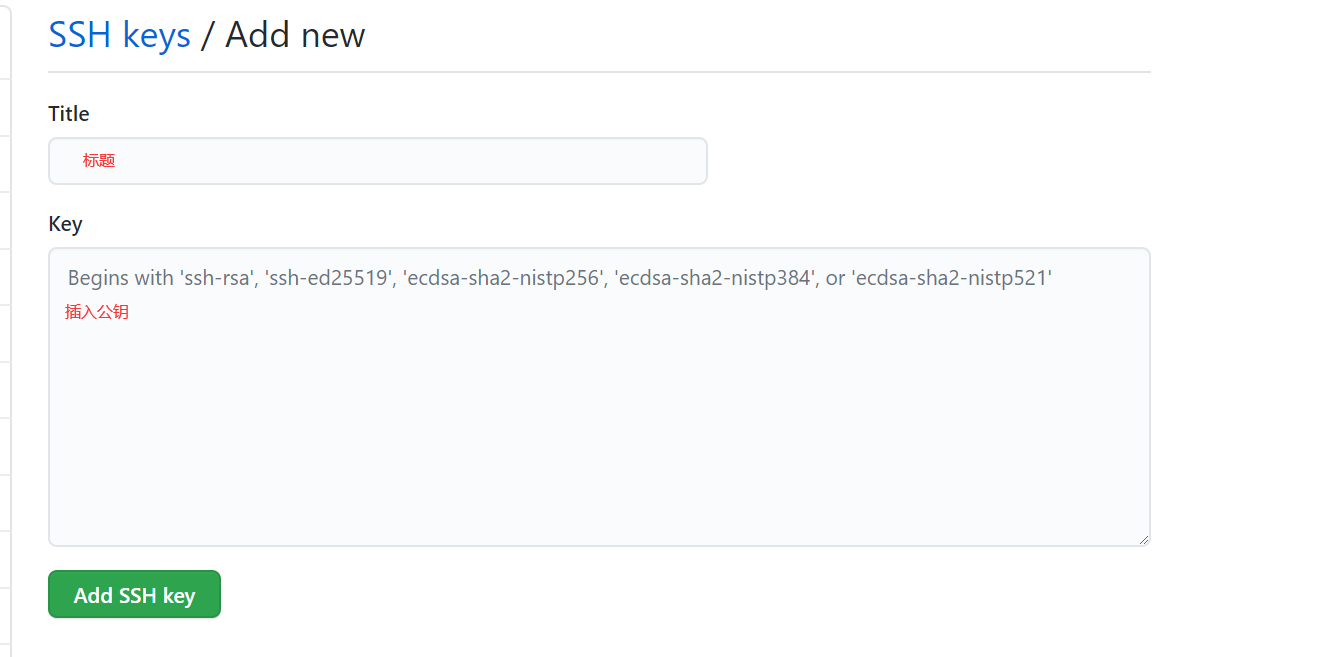 SSH keys / Add new
Title
标题
Key
Begins with 'ssh-rsa', 'ssh-ed25519', 'ecdsa-sha2-nistp256', 'ecdsa-sha2-nistp384', or 'ecdsa-sha2-nistp521'
插入公钥
Add SSH key